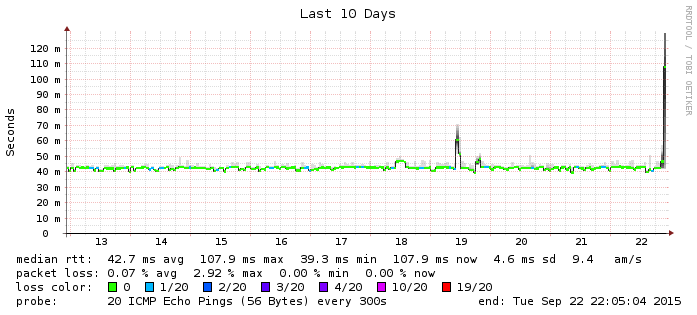 Last 10 Days
RRDTOOL / TOBI OETIKER
Seconds
120 m
110 m
100 m
90 m
80 m
70 m
60 m
50 m
40 m
30 m
20 m
10 m
0
13 14 15 16 17 18 19 20 21 22
median rtt: 42.7 ms avg 107.9 ms max 39.3 ms min 107.9 ms now 4.6 ms sd 9.4 am/s
packet loss: 0.07 % avg 2.92 % max 0.00 % min 0.00 % now
loss color: 0 1/20 2/20 3/20 4/20 10/20 19/20
probe: 20 ICMP Echo Pings (56 Bytes) every 300s end: Tue Sep 22 22:05:04 2015